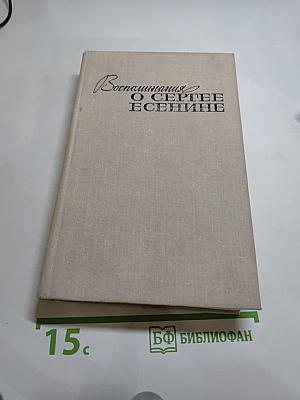 Воспоминания
О СЕРГЕЕ
ЕСЕНИНЕ
15с
БФ БИБЛИОФАН